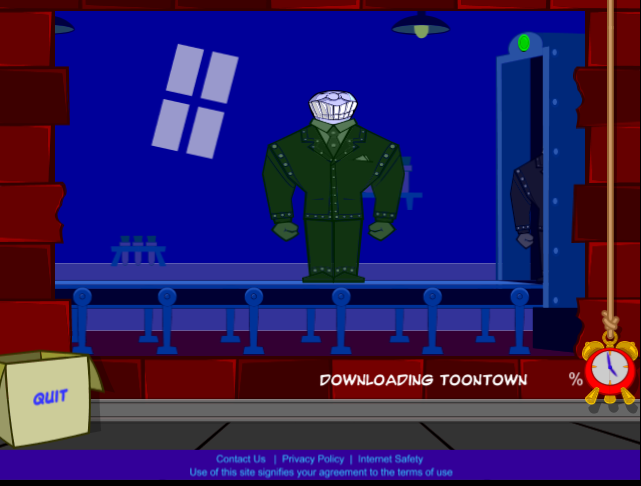 DOWNLOADING TOONTOWN %
QUIT
Contact Us | Privacy Policy | Internet Safety
Use of this site signifies your agreement to the terms of use